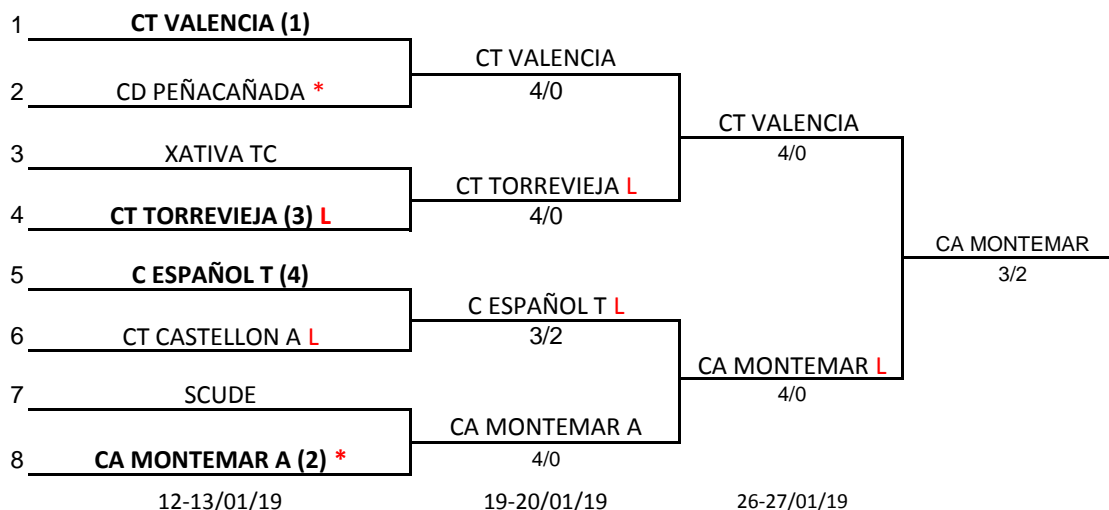 1 CT VALENCIA (1)
CT VALENCIA
4/0
2 CD PEÑACAÑADA *
CT VALENCIA
4/0
3 XATIVA TC
CT TORREVIEJA L
4/0
4 CT TORREVIEJA (3) L
CA MONTEMAR
3/2
5 C ESPAÑOL T (4)
C ESPAÑOL T L
3/2
6 CT CASTELLON A L
CA MONTEMAR L
4/0
7 SCUDE
CA MONTEMAR A
4/0
8 CA MONTEMAR A (2) *
12-13/01/19 19-20/01/19 26-27/01/19